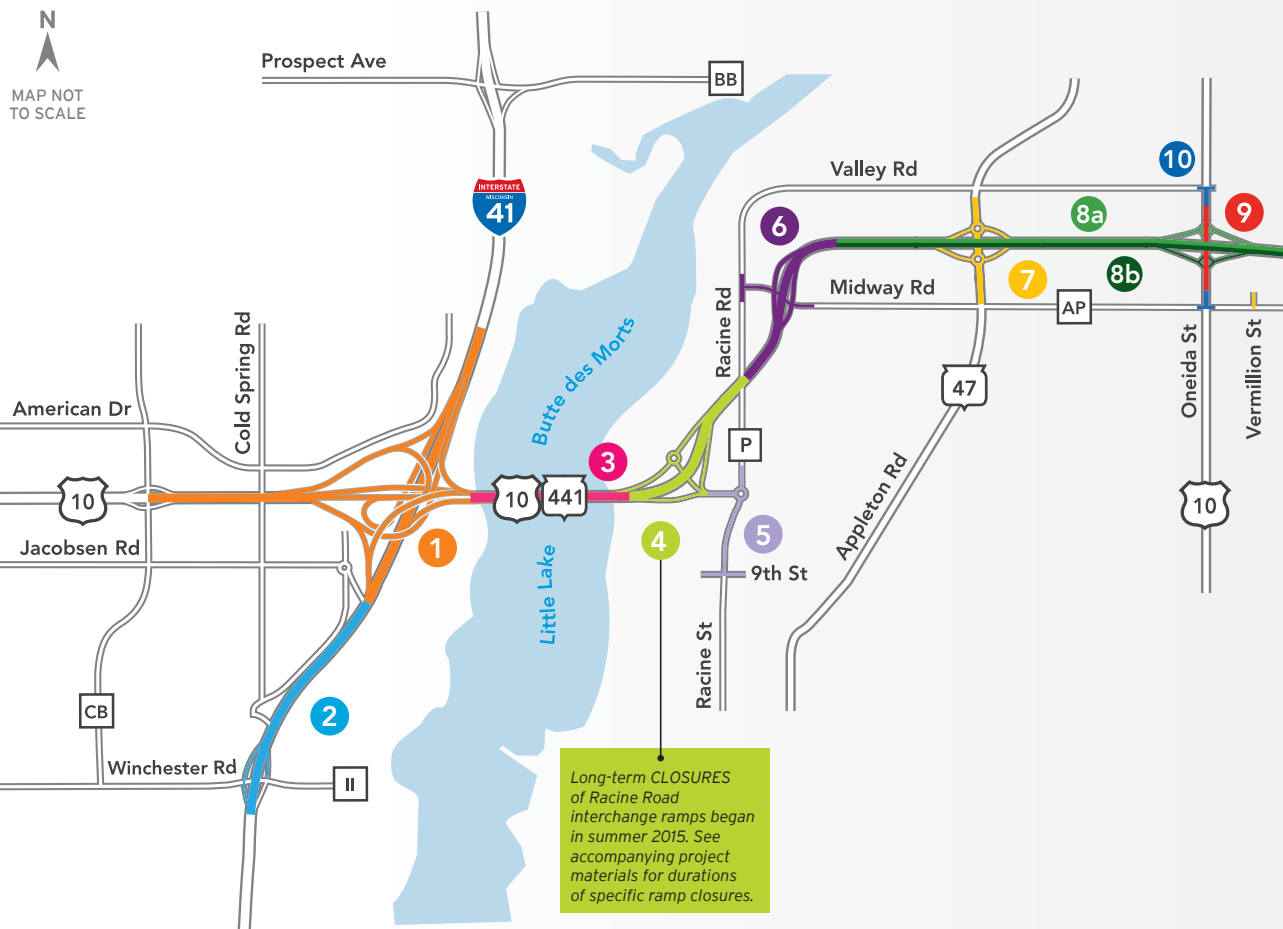 N
MAP NOT
TO SCALE
Prospect Ave
BB
INTERSTATE
WISCONSIN
41
Valley Rd
10
9
8a
6
8b
7
Midway Rd
AP
Racine Rd
Oneida St
Vermillion St
47
Butte des Morts
Cold Spring Rd
American Dr
P
3
10
10
441
10
Jacobsen Rd
1
4
5
9th St
Appleton Rd
Little Lake
Racine St
CB
2
Winchester Rd
II
Long-term CLOSURES
of Racine Road
interchange ramps began
in summer 2015. See
accompanying project
materials for durations
of specific ramp closures.